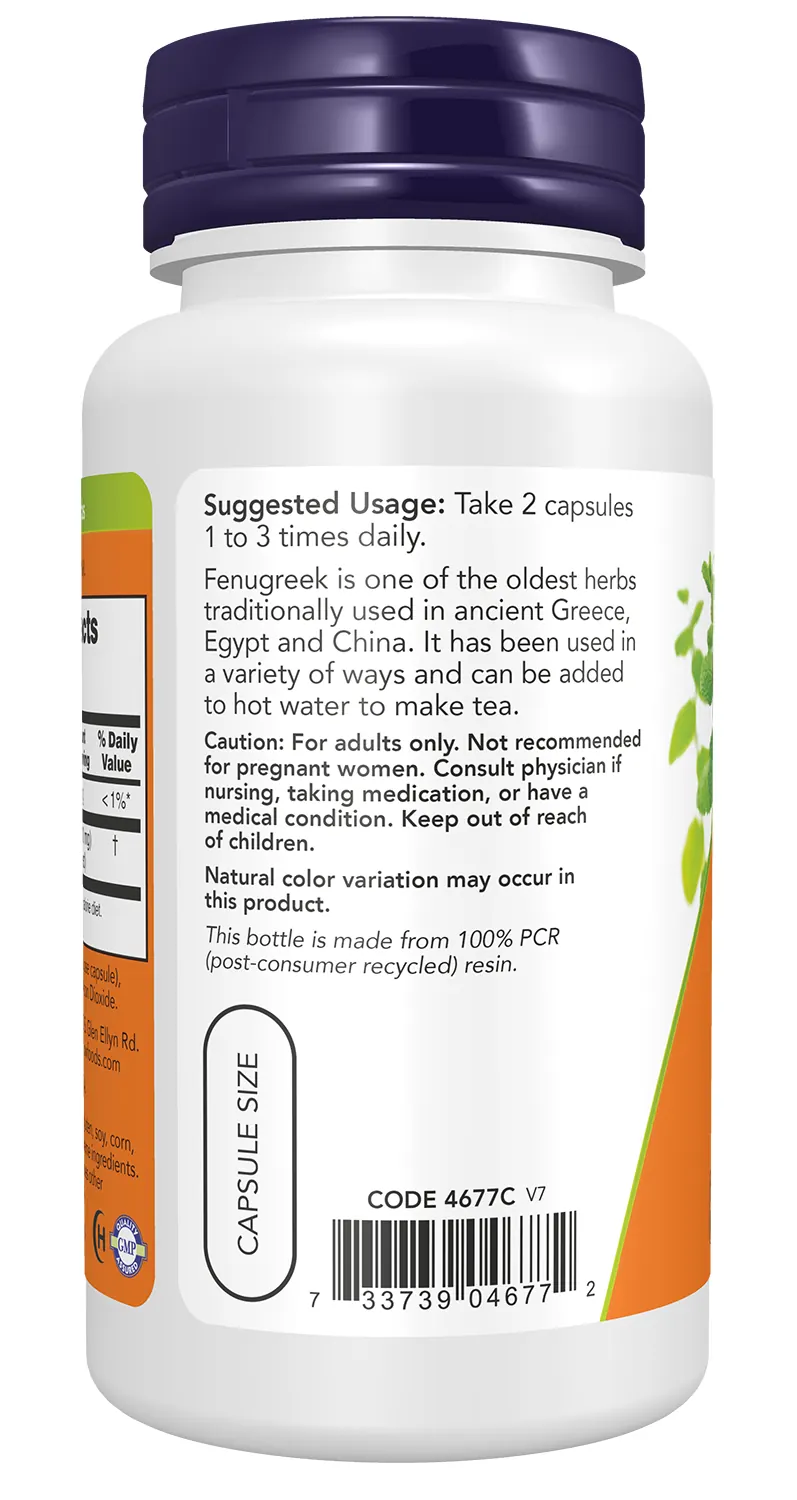 Suggested Usage: Take 2 capsules
1 to 3 times daily.
Fenugreek is one of the oldest herbs
traditionally used in ancient Greece,
Egypt and China. It has been used in
a variety of ways and can be added
to hot water to make tea.
Caution: For adults only. Not recommended
for pregnant women. Consult physician if
nursing, taking medication, or have a
medical condition. Keep out of reach
of children.
Natural color variation may occur in
this product.
This bottle is made from 100% PCR
(post-consumer recycled) resin.
CAPSULE SIZE
CODE 4677C V7
7 33739 04677 2
% Daily
Value
<1%*
†
diet.
capsule),
Dioxide.
Glen Ellyn Rd.
soy, corn,
ingredients.
other
QUALITY
GMP
ASSURED